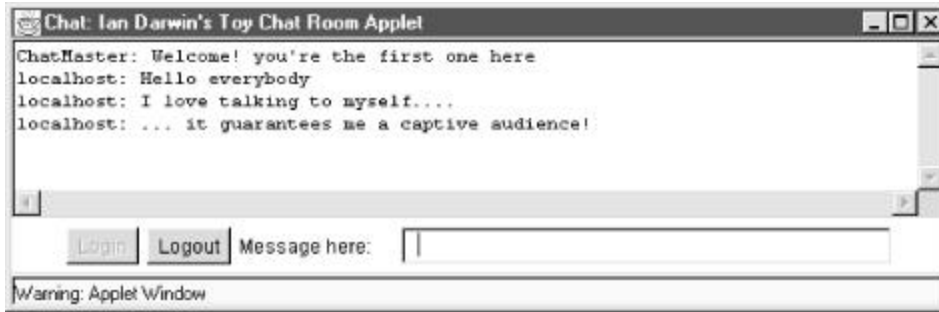 Chat: Ian Darwin's Toy Chat Room Applet
ChatMaster: Welcome! you're the first one here
localhost: Hello everybody
localhost: I love talking to myself....
localhost: ... it guarantees me a captive audience!
Login Logout Message here:
Warning: Applet Window